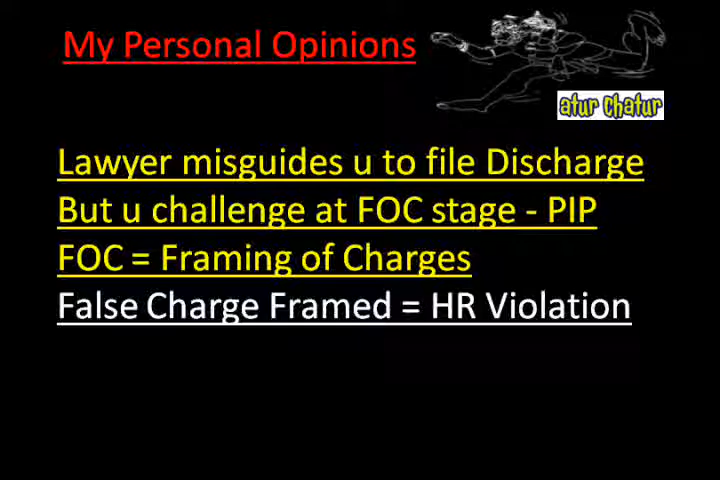 My Personal Opinions
atur chatur
Lawyer misguides u to file Discharge
But u challenge at FOC stage - PIP
FOC = Framing of Charges
False Charge Framed = HR Violation